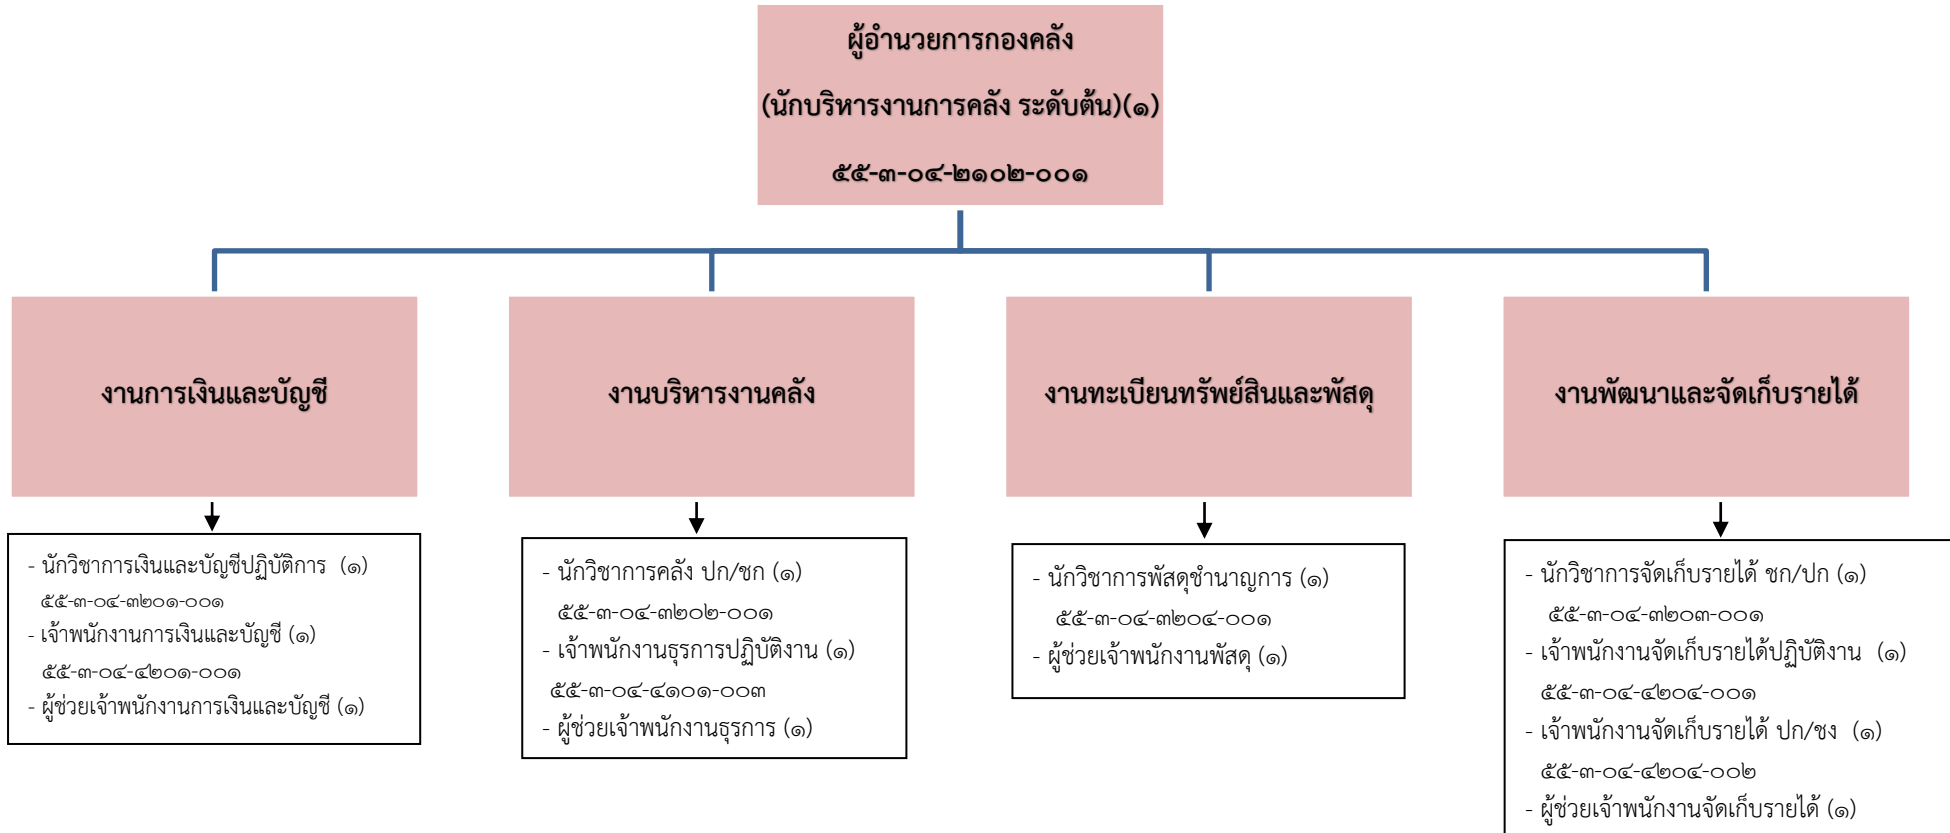 ผู้อำนวยการกองคลัง
(นักบริหารงานการคลัง ระดับต้น)(๑)
๕๕-๓-๐๔-๒๑๐๒-๐๐๑
งานการเงินและบัญชี
- นักวิชาการเงินและบัญชีปฏิบัติการ (๑)
๕๕-๓-๐๔-๓๒๐๑-๐๐๑
- เจ้าพนักงานการเงินและบัญชี (๑)
๕๕-๓-๐๔-๔๒๐๑-๐๐๑
- ผู้ช่วยเจ้าพนักงานการเงินและบัญชี (๑)
งานบริหารงานคลัง
- นักวิชาการคลัง ปก/ชก (๑)
๕๕-๓-๐๔-๓๒๐๒-๐๐๑
- เจ้าพนักงานธุรการปฏิบัติงาน (๑)
๕๕-๓-๐๔-๔๑๐๑-๐๐๓
- ผู้ช่วยเจ้าพนักงานธุรการ (๑)
งานทะเบียนทรัพย์สินและพัสดุ
- นักวิชาการพัสดุชำนาญการ (๑)
๕๕-๓-๐๔-๓๒๐๔-๐๐๑
- ผู้ช่วยเจ้าพนักงานพัสดุ (๑)
งานพัฒนาและจัดเก็บรายได้
- นักวิชาการจัดเก็บรายได้ ชก/ปก (๑)
๕๕-๓-๐๔-๓๒๐๓-๐๐๑
- เจ้าพนักงานจัดเก็บรายได้ปฏิบัติงาน (๑)
๕๕-๓-๐๔-๔๒๐๔-๐๐๑
- เจ้าพนักงานจัดเก็บรายได้ ปก/ชง (๑)
๕๕-๓-๐๔-๔๒๐๔-๐๐๒
- ผู้ช่วยเจ้าพนักงานจัดเก็บรายได้ (๑)